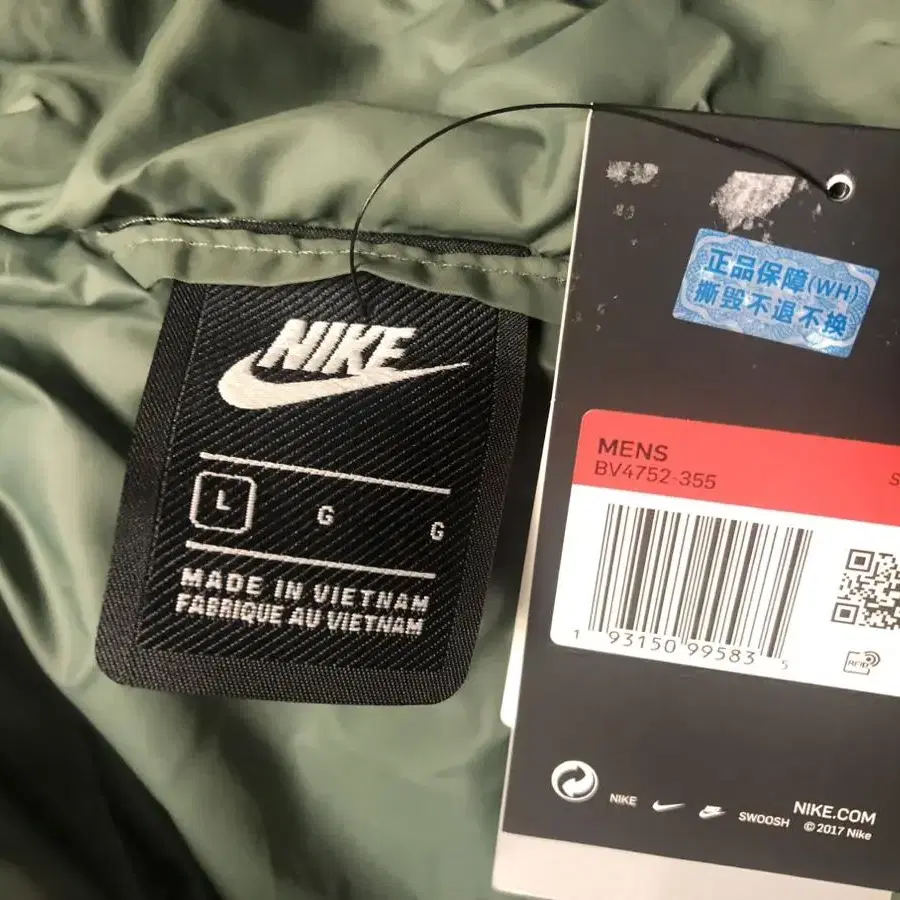 NIKE
L G G
MADE IN VIETNAM
FABRIQUE AU VIETNAM
正品保障(WH)
撕毁不退不换
MENS
BV4752-355
S
1 93150 99583 5
RFID
NIKE SWOOSH
NIKE.COM
© 2017 Nike